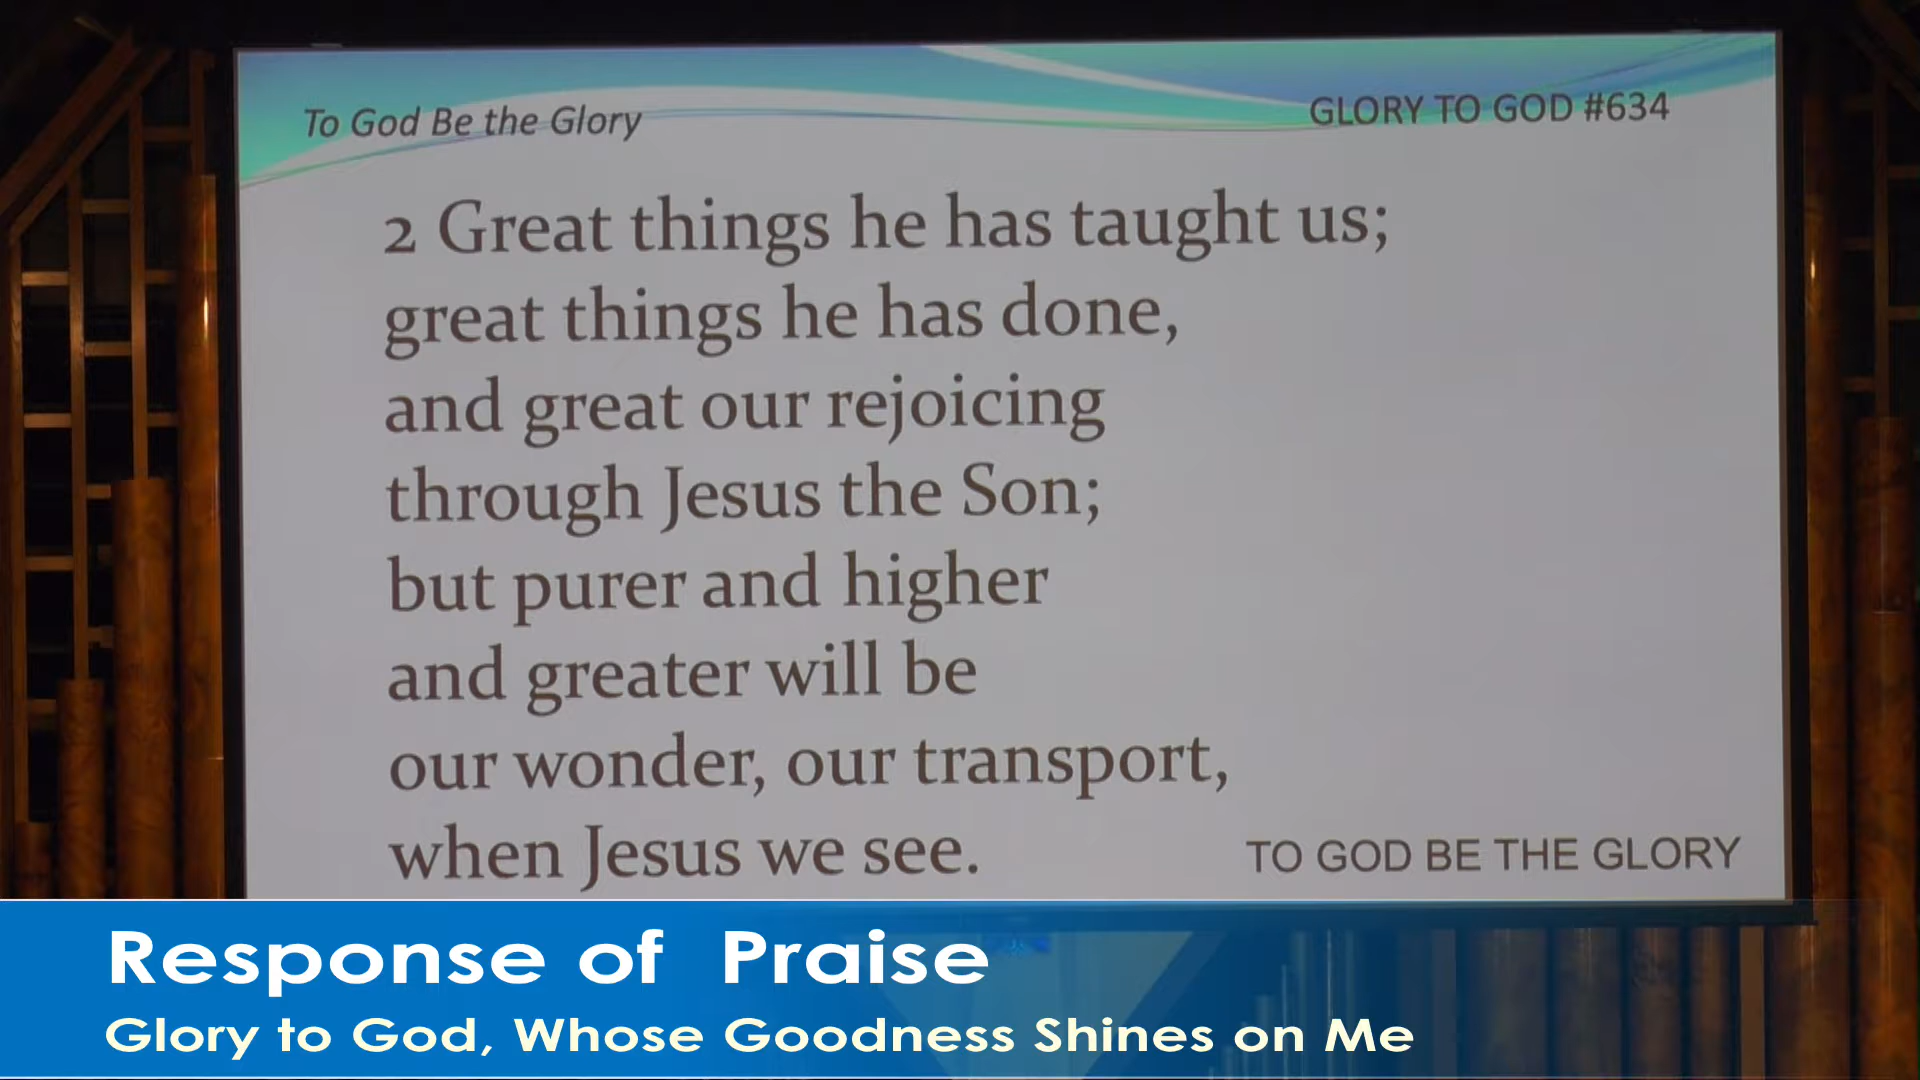 To God Be the Glory
GLORY TO GOD #634
2 Great things he has taught us;
great things he has done,
and great our rejoicing
through Jesus the Son;
but purer and higher
and greater will be
our wonder, our transport,
when Jesus we see.
TO GOD BE THE GLORY
Response of  Praise
Glory to God, Whose Goodness Shines on Me